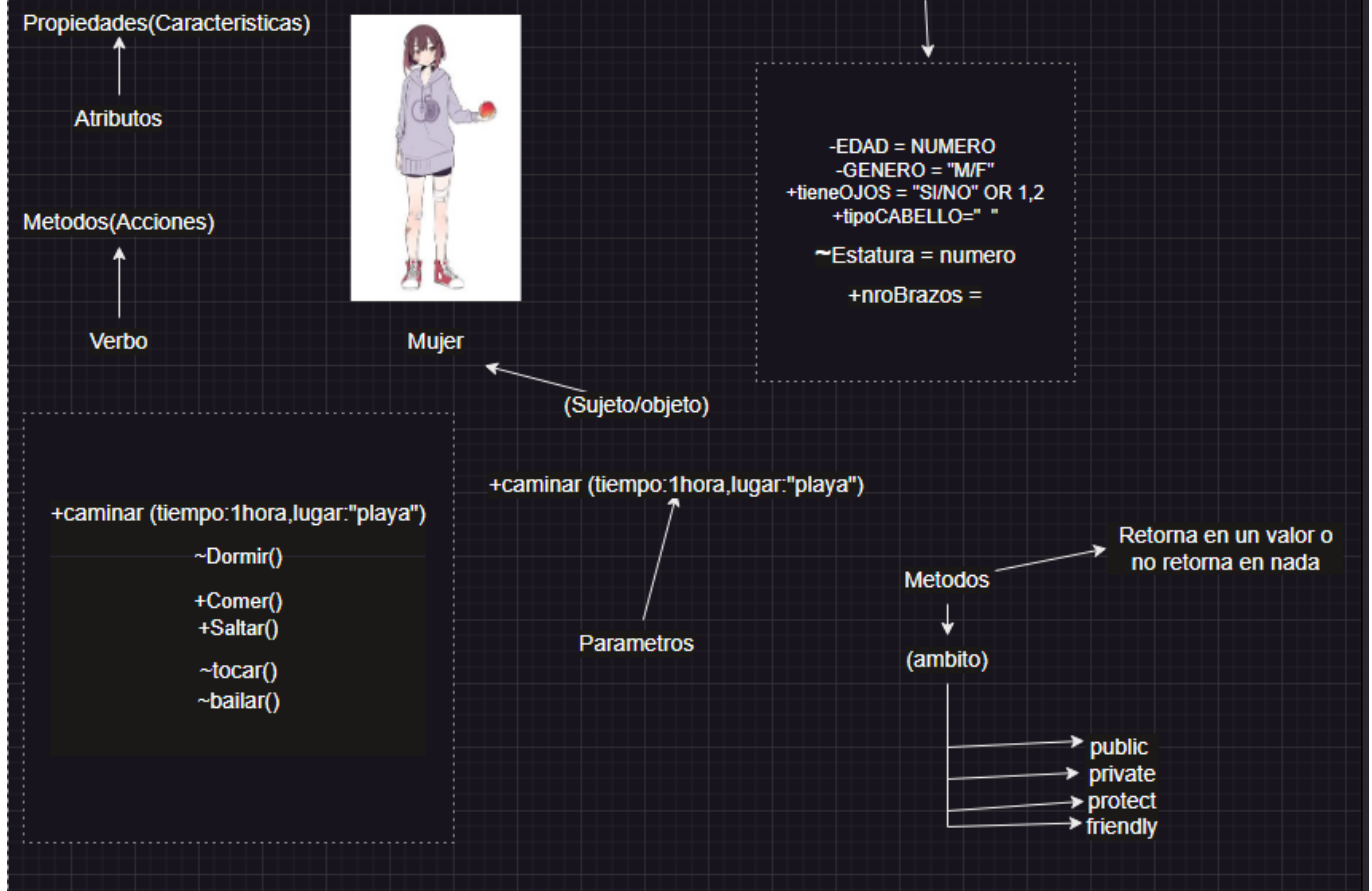 Propiedades(Caracteristicas)
Atributos
Metodos(Acciones)
Verbo
Mujer
(Sujeto/objeto)
-EDAD = NUMERO
-GENERO = "M/F"
+tieneOJOS = "SI/NO" OR 1,2
+tipoCABELLO="  "
~Estatura = numero
+nroBrazos =
+caminar (tiempo:1hora,lugar:"playa")
~Dormir()
+Comer()
+Saltar()
~tocar()
~bailar()
+caminar (tiempo:1hora,lugar:"playa")
Parametros
Metodos
Retorna en un valor o
no retorna en nada
(ambito)
public
private
protect
friendly